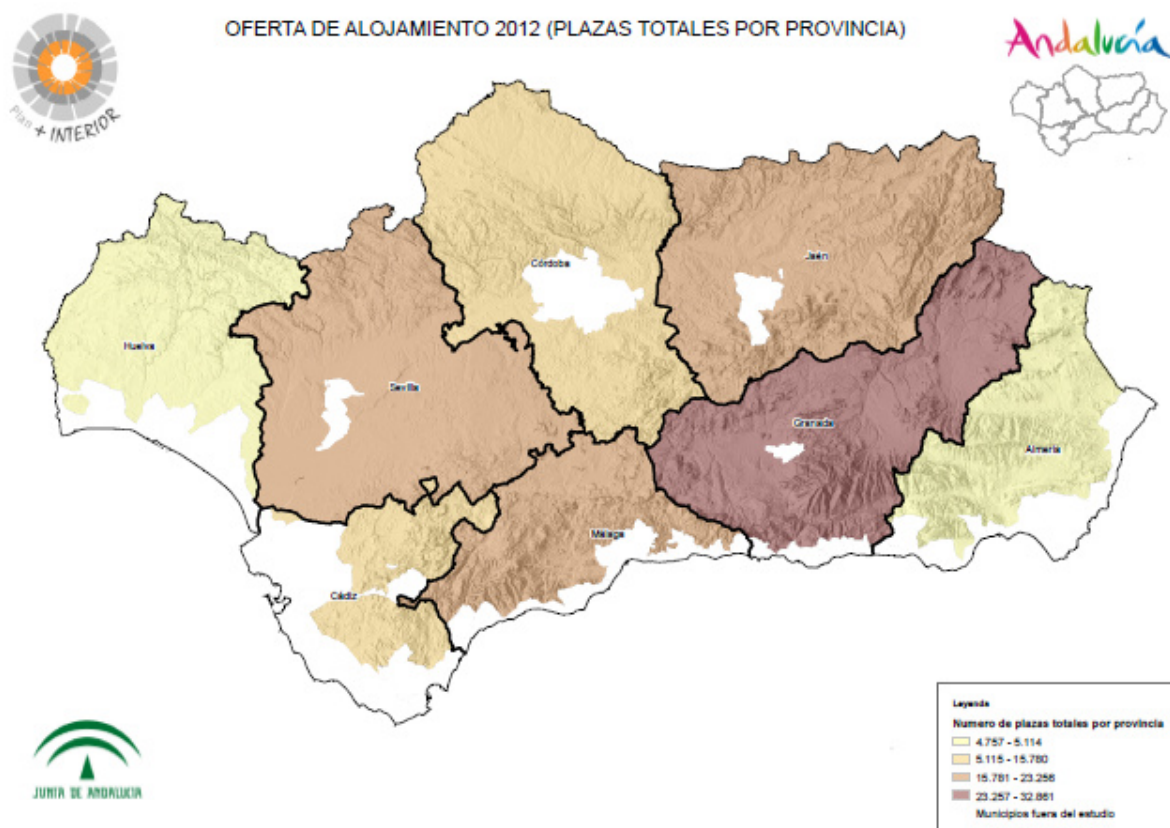 OFERTA DE ALOJAMIENTO 2012 (PLAZAS TOTALES POR PROVINCIA)
Plan + INTERIOR
Andalucía
Córdoba
Jaén
Huelva
Sevilla
Granada
Almería
Málaga
Cádiz
JUNTA DE ANDALUCIA
Leyenda
Numero de plazas totales por provincia
4.757 - 5.114
5.115 - 15.780
15.781 - 23.256
23.257 - 32.861
Municipios fuera del estudio